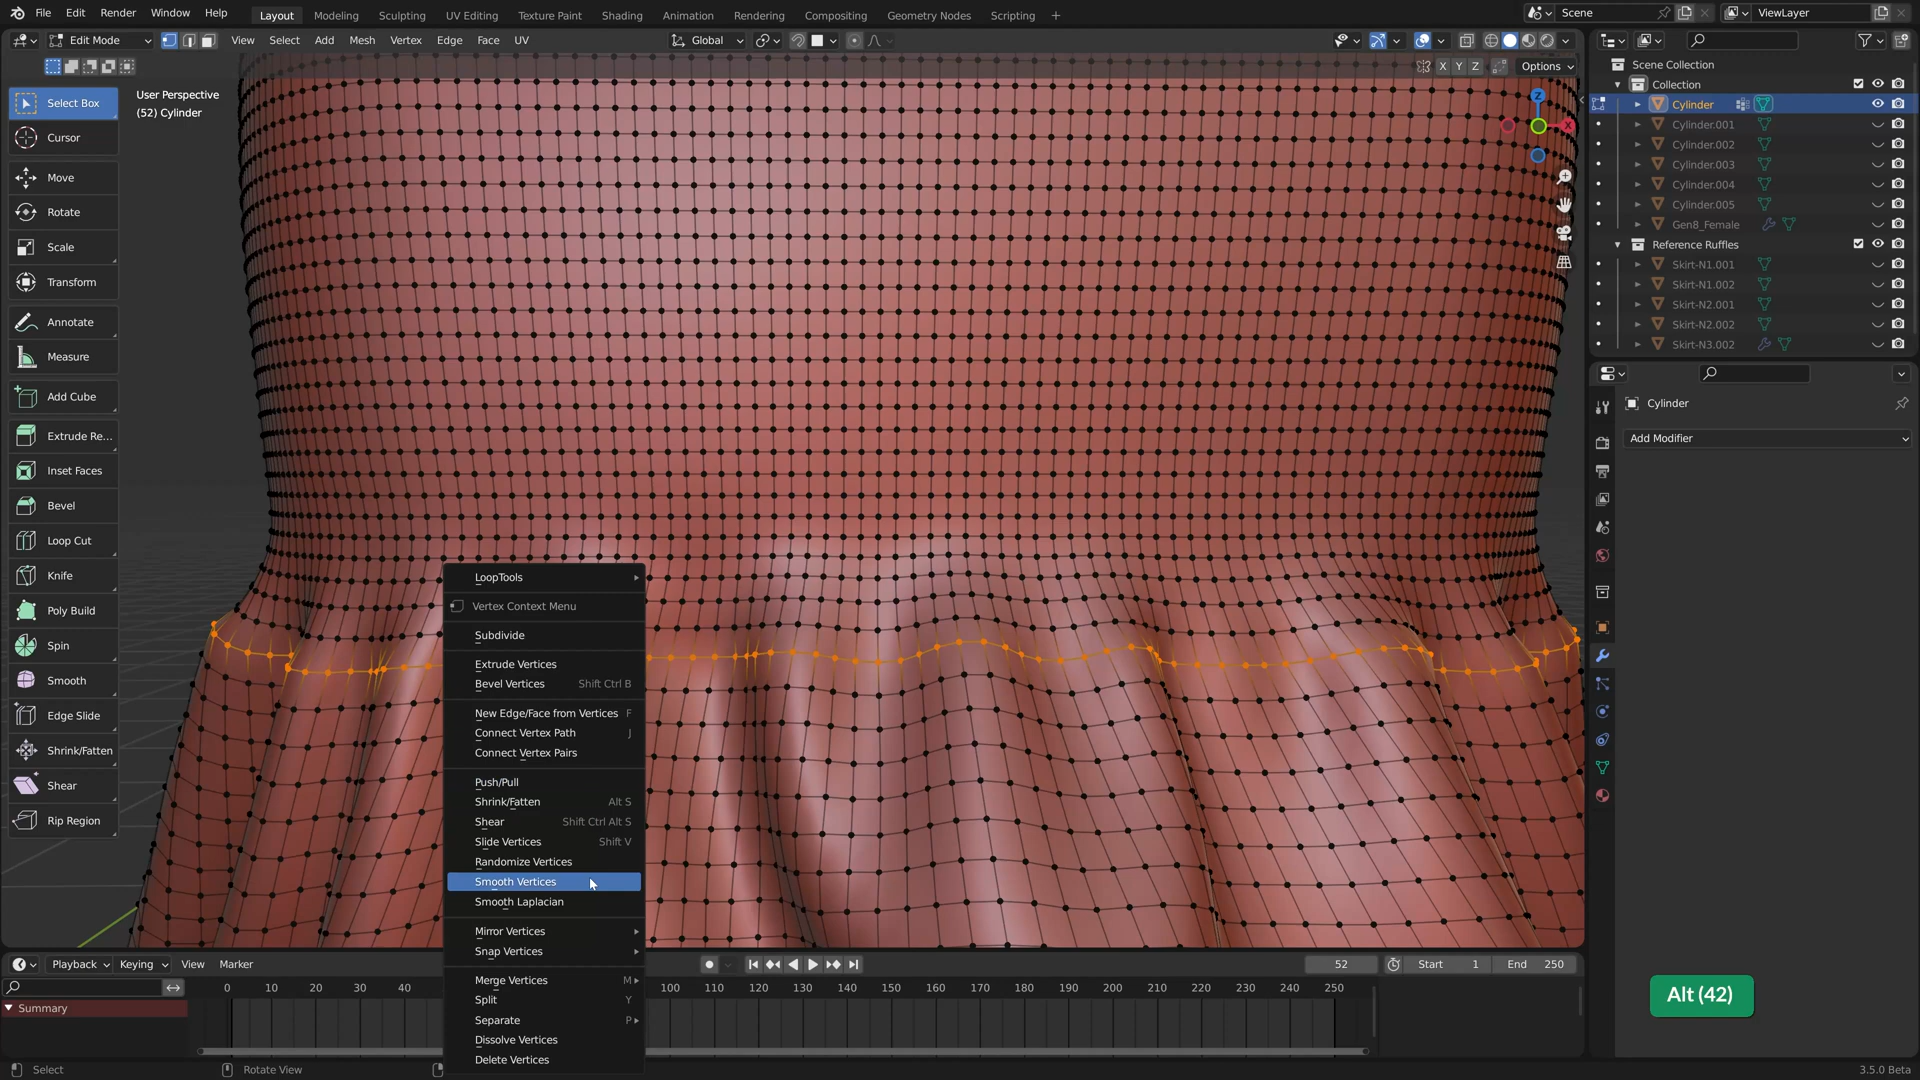 File Edit Render Window Help Layout Modeling Sculpting UV Editing Texture Paint Shading Animation Rendering Compositing Geometry Nodes Scripting + Scene ViewLayer
Edit Mode View Select Add Mesh Vertex Edge Face UV Global
X Y Z Options
Select Box
Cursor
Move
Rotate
Scale
Transform
Annotate
Measure
Add Cube
Extrude Re...
Inset Faces
Bevel
Loop Cut
Knife
Poly Build
Spin
Smooth
Edge Slide
Shrink/Fatten
Shear
Rip Region
User Perspective
(52) Cylinder
Z
X
LoopTools
Vertex Context Menu
Subdivide
Extrude Vertices
Bevel Vertices Shift Ctrl B
New Edge/Face from Vertices F
Connect Vertex Path J
Connect Vertex Pairs
Push/Pull
Shrink/Fatten Alt S
Shear Shift Ctrl Alt S
Slide Vertices Shift V
Randomize Vertices
Smooth Vertices
Smooth Laplacian
Mirror Vertices
Snap Vertices
Merge Vertices M
Split Y
Separate P
Dissolve Vertices
Delete Vertices
Scene Collection
Collection
Cylinder
Cylinder.001
Cylinder.002
Cylinder.003
Cylinder.004
Cylinder.005
Gen8_Female
Reference Ruffles
Skirt-N1.001
Skirt-N1.002
Skirt-N2.001
Skirt-N2.002
Skirt-N3.002
Cylinder
Add Modifier
Playback Keying View Marker 52 Start 1 End 250
0 10 20 30 40 100 110 120 130 140 150 160 170 180 190 200 210 220 230 240 250
Summary
Alt (42)
Select Rotate View 3.5.0 Beta